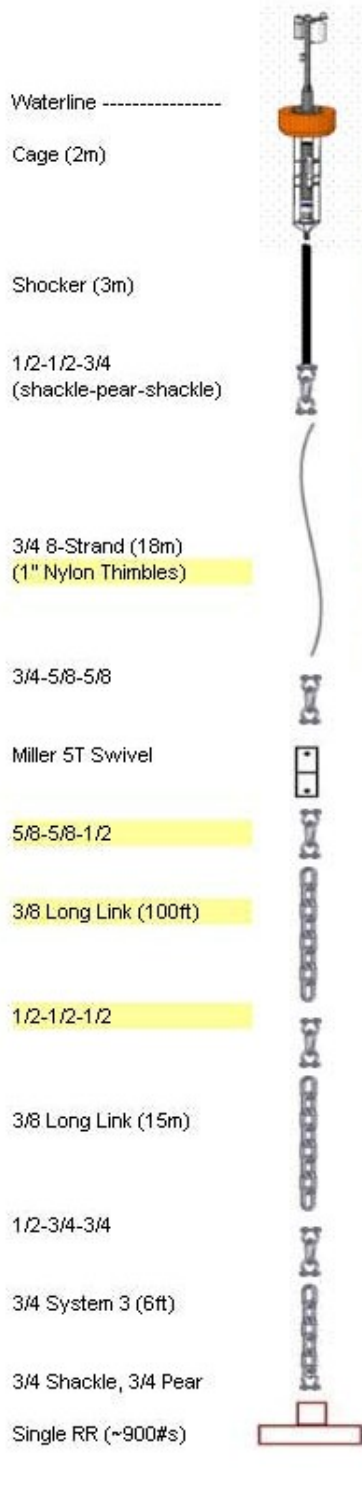 Waterline ----------------
Cage (2m)
Shocker (3m)
1/2-1/2-3/4
(shackle-pear-shackle)
3/4 8-Strand (18m)
(1" Nylon Thimbles)
3/4-5/8-5/8
Miller 5T Swivel
5/8-5/8-1/2
3/8 Long Link (100ft)
1/2-1/2-1/2
3/8 Long Link (15m)
1/2-3/4-3/4
3/4 System 3 (6ft)
3/4 Shackle, 3/4 Pear
Single RR (~900#s)